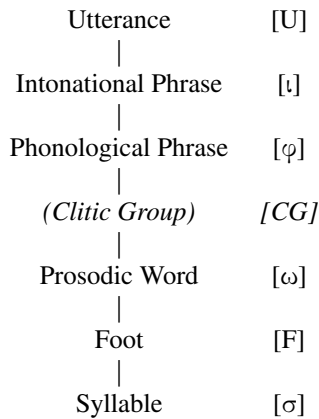 Utterance [U]
Intonational Phrase [ι]
Phonological Phrase [φ]
(Clitic Group) [CG]
Prosodic Word [ω]
Foot [F]
Syllable [σ]